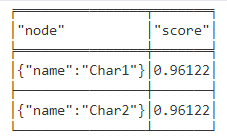 "node" "score"
{"name":"Char1"} 0.96122
{"name":"Char2"} 0.96122